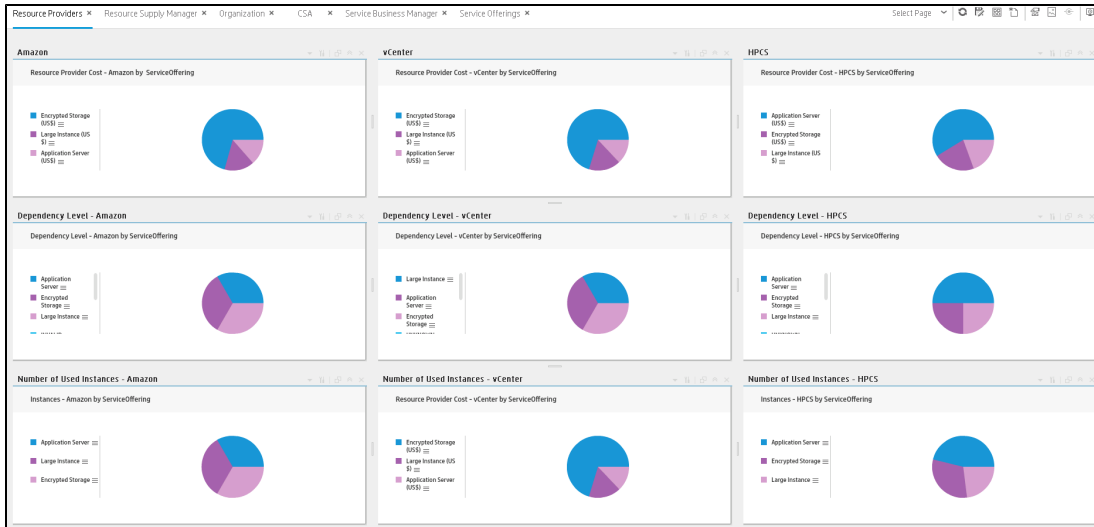 Resource Providers × Resource Supply Manager × Organization × CSA × Service Business Manager × Service Offerings × Select Page
Amazon
Resource Provider Cost - Amazon by ServiceOffering
Encrypted Storage
(US$)
Large Instance (US
$)
Application Server
(US$)
vCenter
Resource Provider Cost - vCenter by ServiceOffering
Encrypted Storage
(US$)
Large Instance (US
$)
Application Server
(US$)
HPCS
Resource Provider Cost - HPCS by ServiceOffering
Application Server
(US$)
Encrypted Storage
(US$)
Large Instance (US
$)
Dependency Level - Amazon
Dependency Level - Amazon by ServiceOffering
Application
Server
Encrypted
Storage
Large Instance
Dependency Level - vCenter
Dependency Level - vCenter by ServiceOffering
Large Instance
Application
Server
Encrypted
Storage
Dependency Level - HPCS
Dependency Level - HPCS by ServiceOffering
Application
Server
Encrypted
Storage
Large Instance
Number of Used Instances - Amazon
Instances - Amazon by ServiceOffering
Application Server
Large Instance
Encrypted Storage
Number of Used Instances - vCenter
Resource Provider Cost - vCenter by ServiceOffering
Encrypted Storage
(US$)
Large Instance (US
$)
Application Server
(US$)
Number of Used Instances - HPCS
Instances - HPCS by ServiceOffering
Application Server
Encrypted Storage
Large Instance